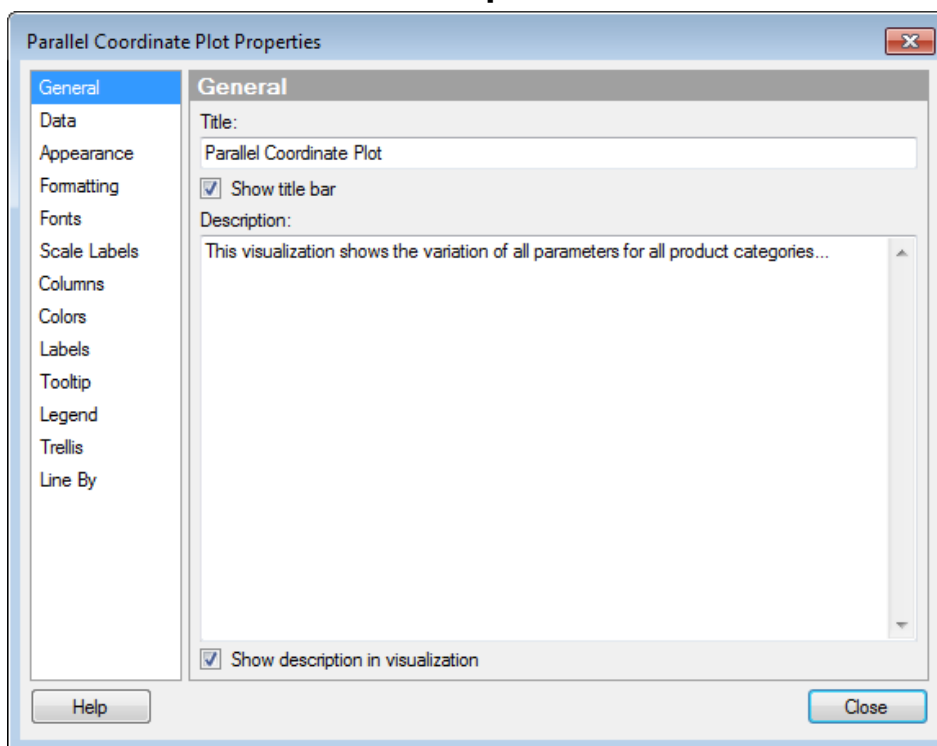 Parallel Coordinate Plot Properties
General
Data
Appearance
Formatting
Fonts
Scale Labels
Columns
Colors
Labels
Tooltip
Legend
Trellis
Line By
General
Title:
Parallel Coordinate Plot
Show title bar
Description:
This visualization shows the variation of all parameters for all product categories...
Show description in visualization
Help
Close